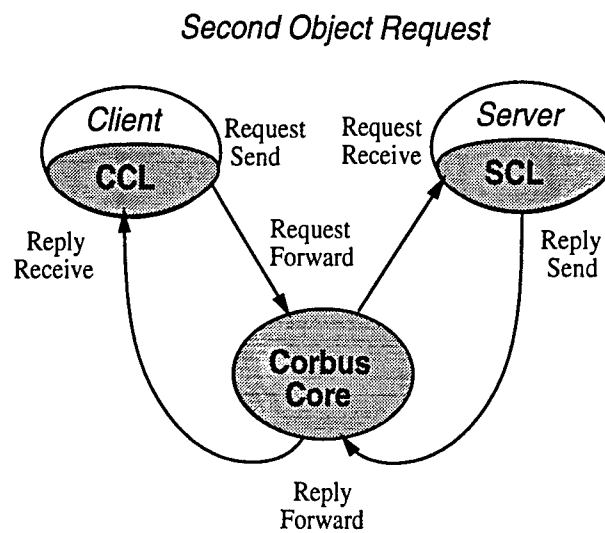 Second Object Request
Client
CCL
Request
Send
Request
Receive
Server
SCL
Reply
Receive
Request
Forward
Reply
Send
Corbus
Core
Reply
Forward